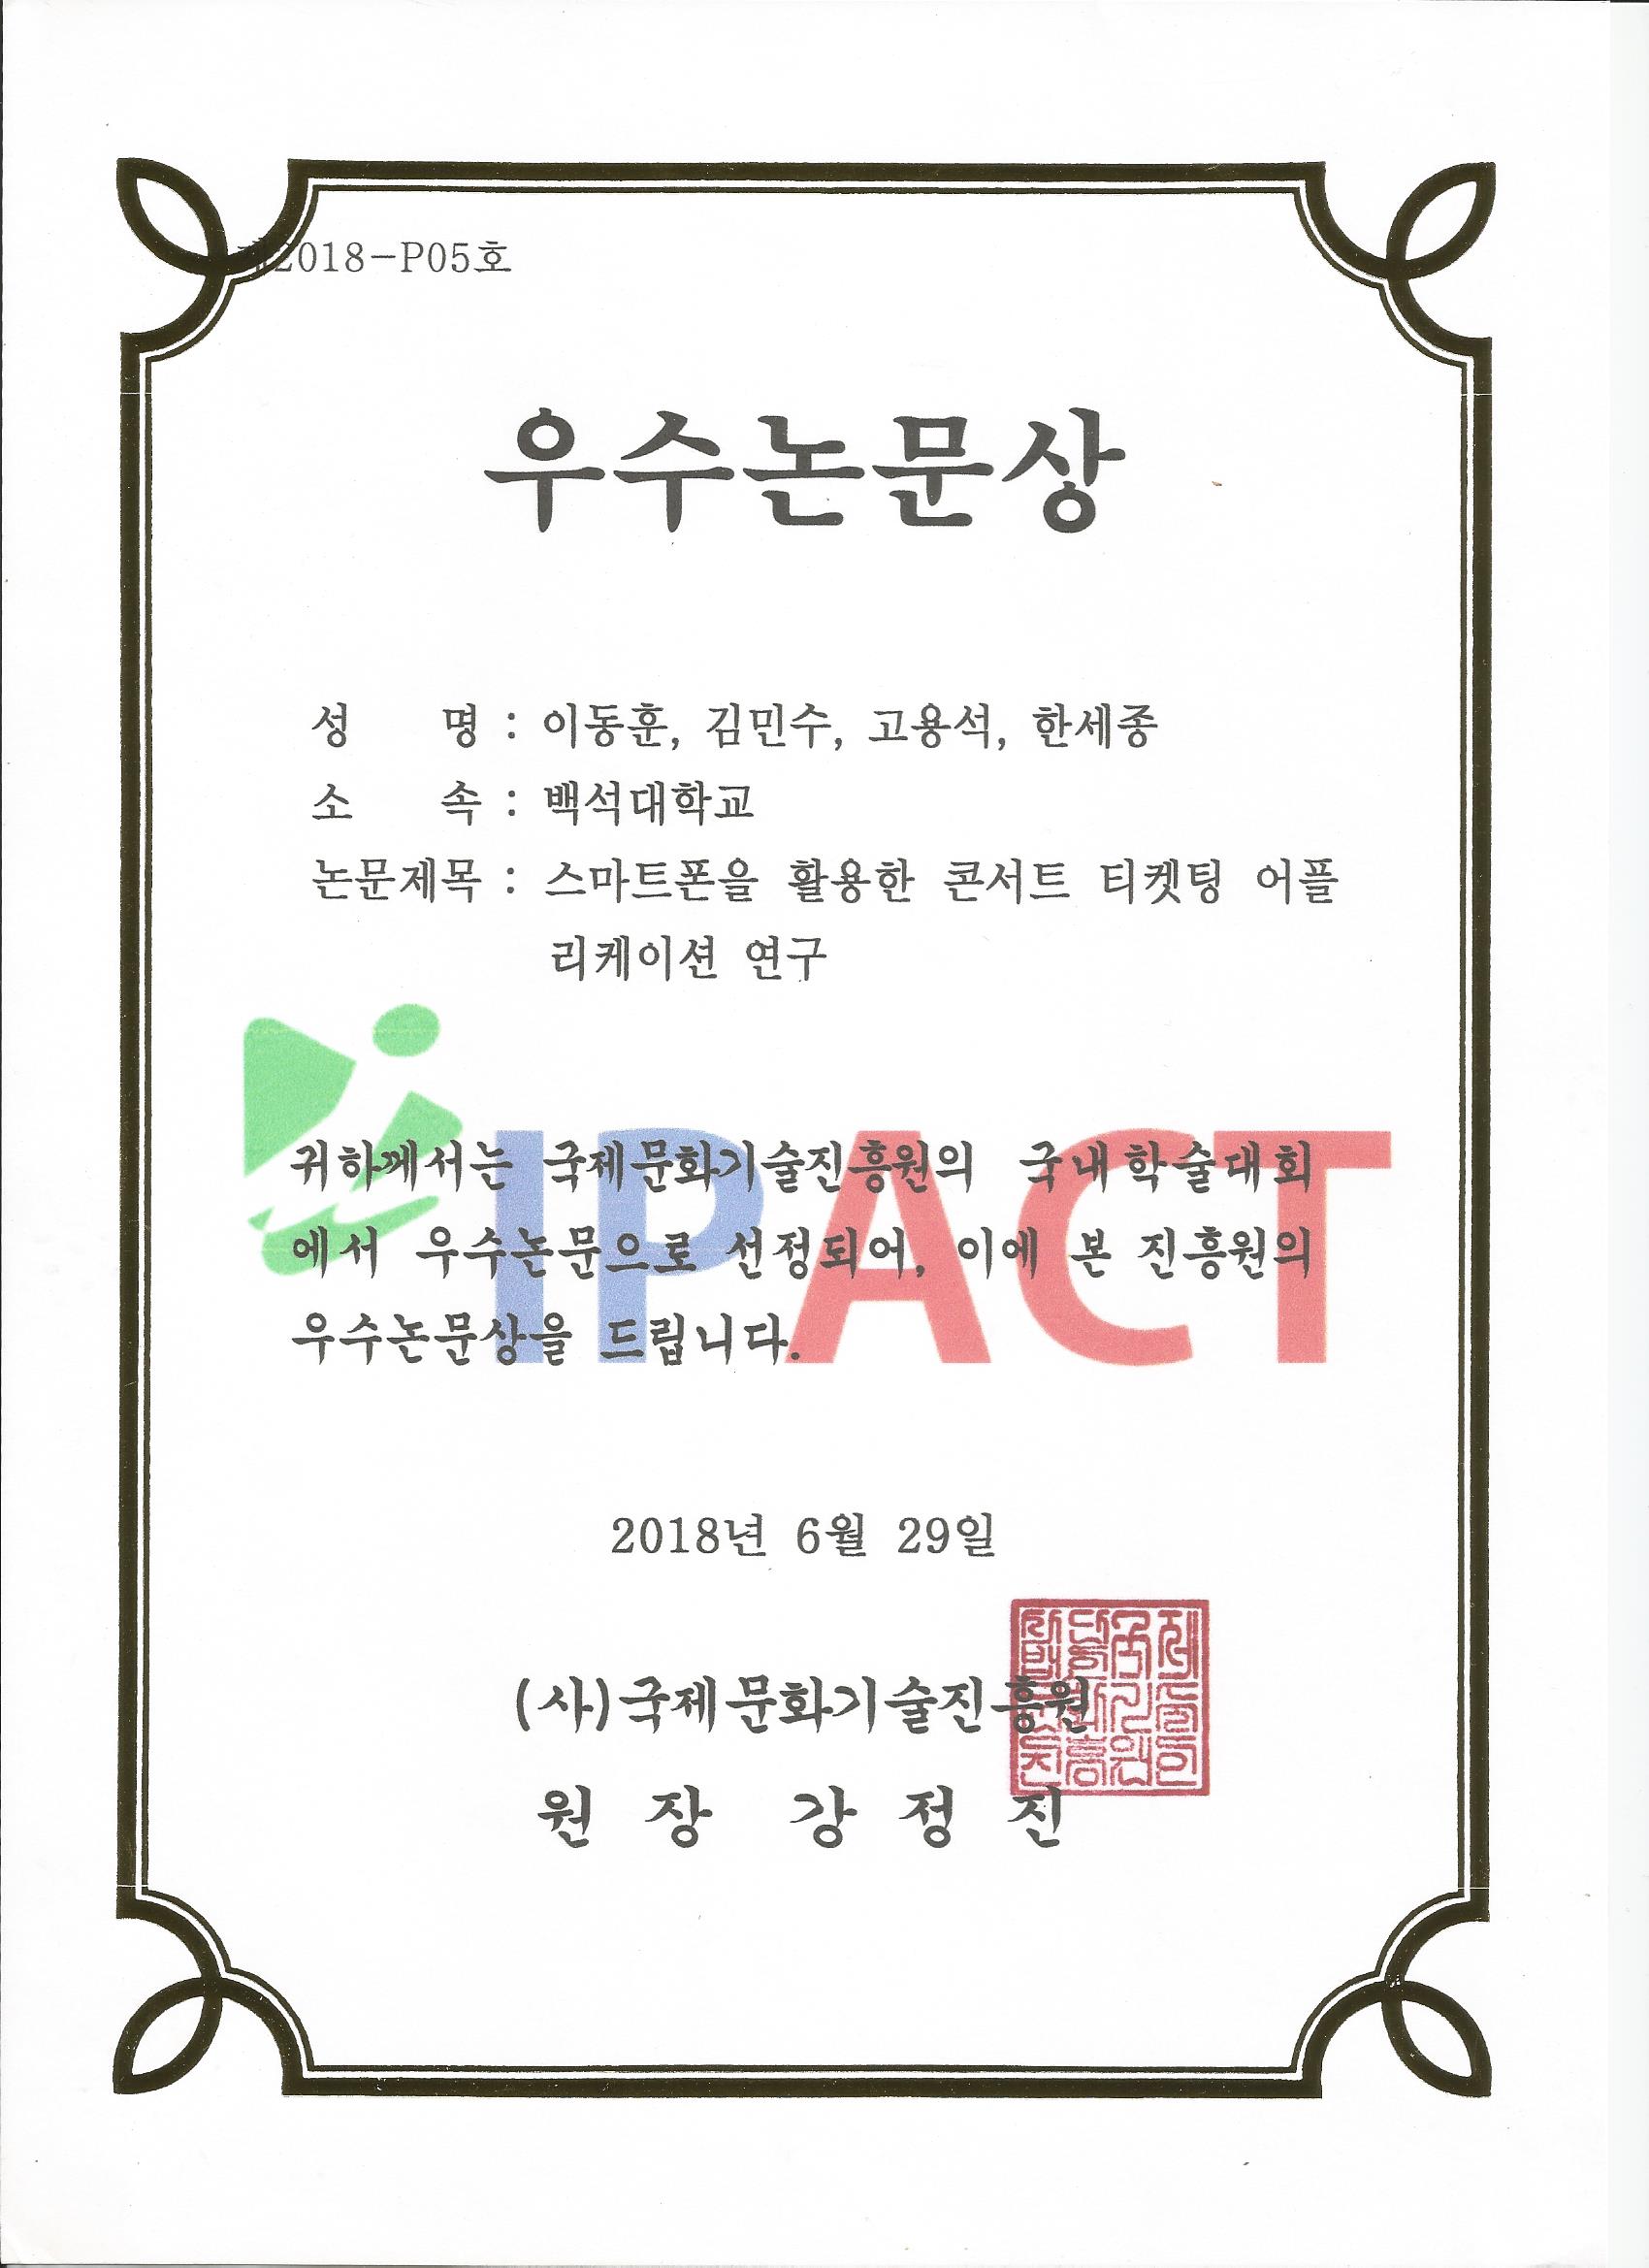 제2018-P05호
우수논문상
성 명 : 이동훈, 김민수, 고용석, 한세종
소 속 : 백석대학교
논문제목 : 스마트폰을 활용한 콘서트 티켓팅 어플
리케이션 연구
IPACT
귀하께서는 국제문화기술진흥원의 국내학술대회
에서 우수논문으로 선정되어, 이에 본 진흥원의
우수논문상을 드립니다.
2018년 6월 29일
(사)국제문화기술진흥원
원 장 강 정 진